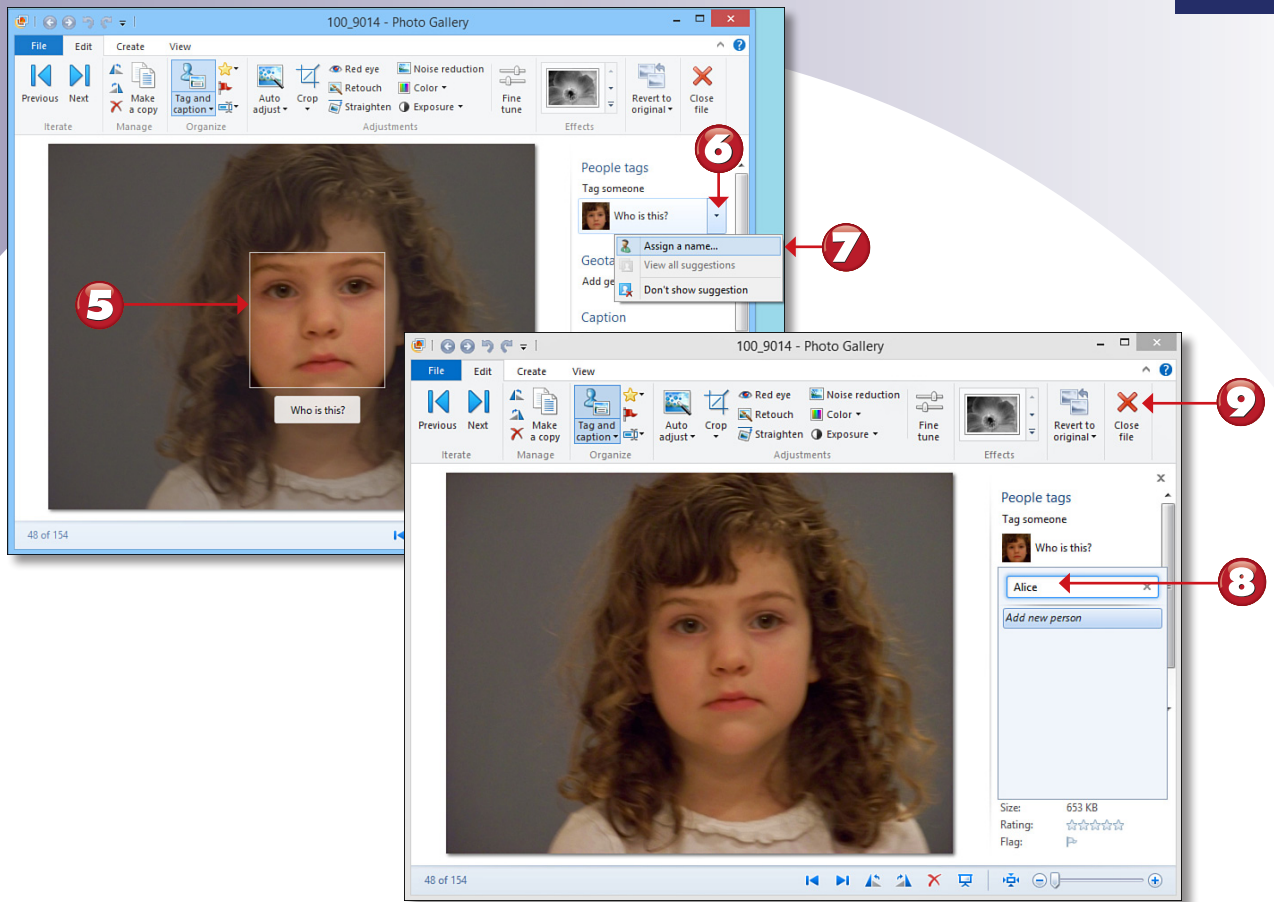 100_9014 - Photo Gallery
File Edit Create View
Previous Next Make a copy Tag and caption Auto adjust Crop Red eye Retouch Straighten Noise reduction Color Exposure Fine tune Revert to original Close file
Iterate Manage Organize Adjustments Effects
6
People tags
Tag someone
Who is this?
7
Assign a name...
View all suggestions
Don't show suggestion
Geota
Add ge
Caption
5
Who is this?
48 of 154
100_9014 - Photo Gallery
File Edit Create View
Previous Next Make a copy Tag and caption Auto adjust Crop Red eye Retouch Straighten Noise reduction Color Exposure Fine tune Revert to original Close file
Iterate Manage Organize Adjustments Effects
9
People tags
Tag someone
Who is this?
Alice
8
Add new person
Size: 653 KB
Rating:
Flag:
48 of 154